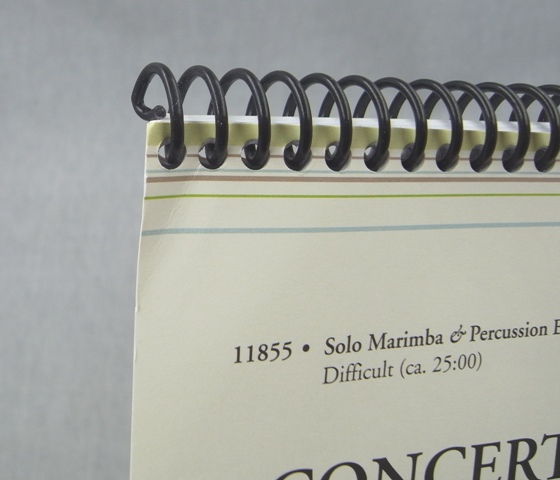 11855 • Solo Marimba & Percussion E
Difficult (ca. 25:00)
CONCERT